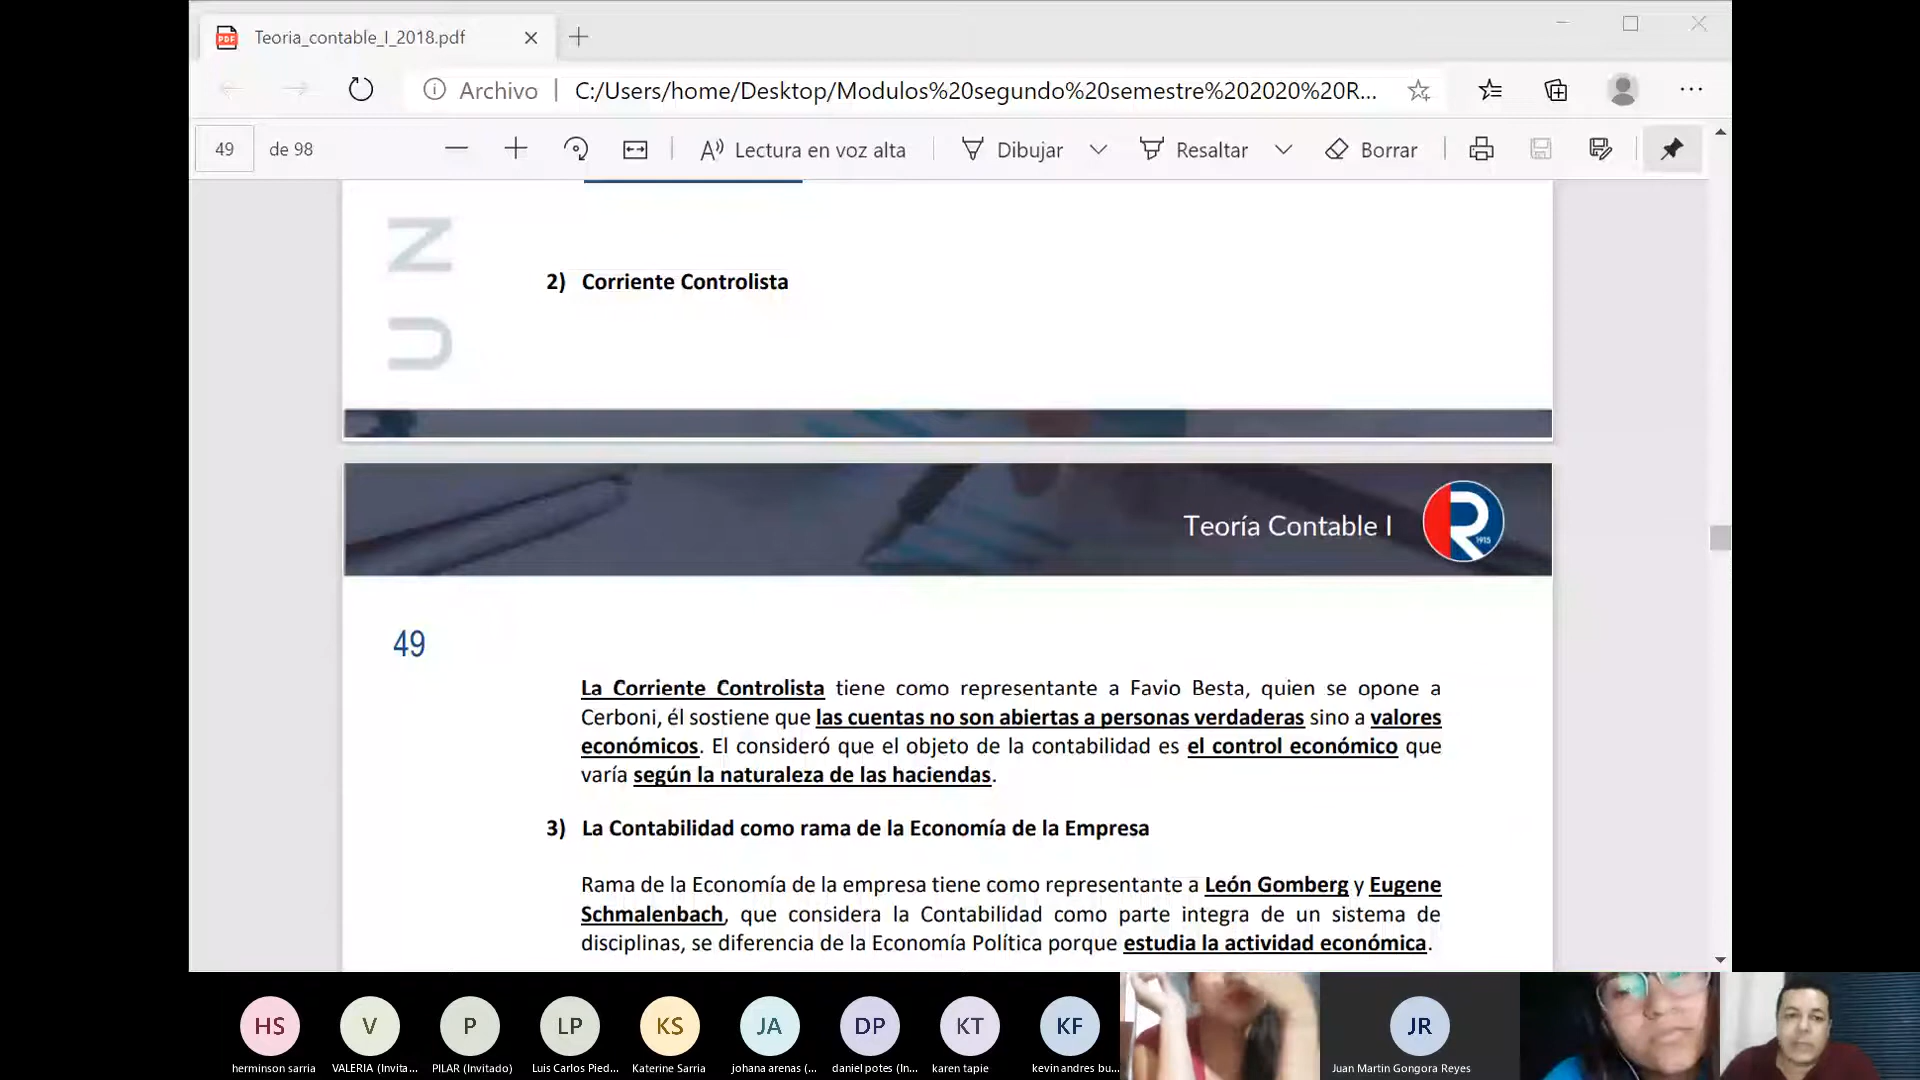 Teoria_contable_I_2018.pdf
Archivo
C:/Users/home/Desktop/Modulos%20segundo%20semestre%202020%20R...
49
de 98
Lectura en voz alta
Dibujar
Resaltar
Borrar
UN
2) Corriente Controlista
Teoría Contable I
R
1915
49
La Corriente Controlista tiene como representante a Favio Besta, quien se opone a
Cerboni, él sostiene que las cuentas no son abiertas a personas verdaderas sino a valores
económicos. El consideró que el objeto de la contabilidad es el control económico que
varía según la naturaleza de las haciendas.
3) La Contabilidad como rama de la Economía de la Empresa
Rama de la Economía de la empresa tiene como representante a León Gomberg y Eugene
Schmalenbach, que considera la Contabilidad como parte integra de un sistema de
disciplinas, se diferencia de la Economía Política porque estudia la actividad económica.
HS
V
P
LP
KS
JA
DP
KT
KF
JR
herminson sarria
VALERIA (Invita...
PILAR (Invitado)
Luis Carlos Pied...
Katerine Sarria
johana arenas (...
daniel potes (In...
karen tapie
kevin andres bu...
Juan Martin Gongora Reyes